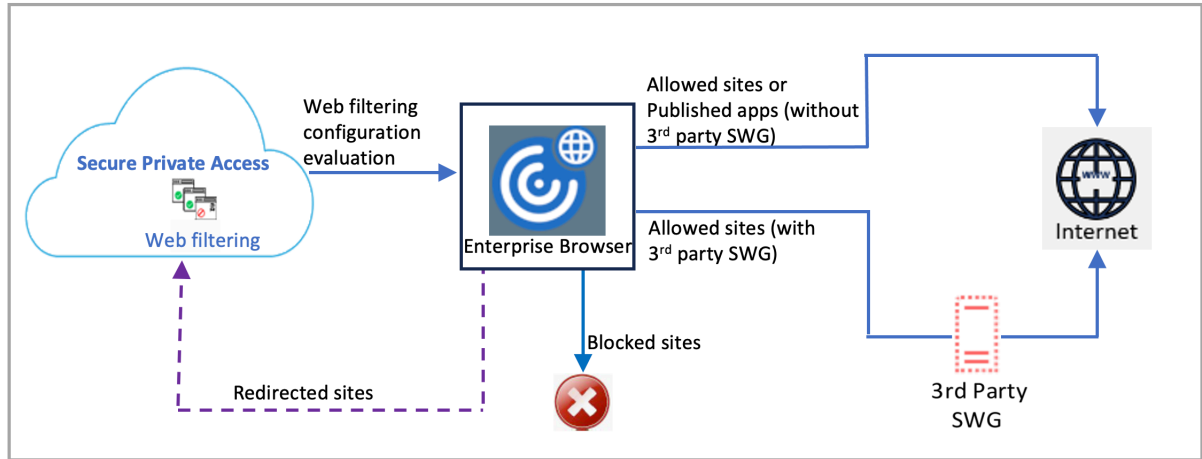 Secure Private Access
Web filtering
Web filtering
configuration
evaluation
Enterprise Browser
Allowed sites or
Published apps (without
3rd party SWG)
Allowed sites (with
3rd party SWG)
www
Internet
Blocked sites
Redirected sites
3rd Party
SWG